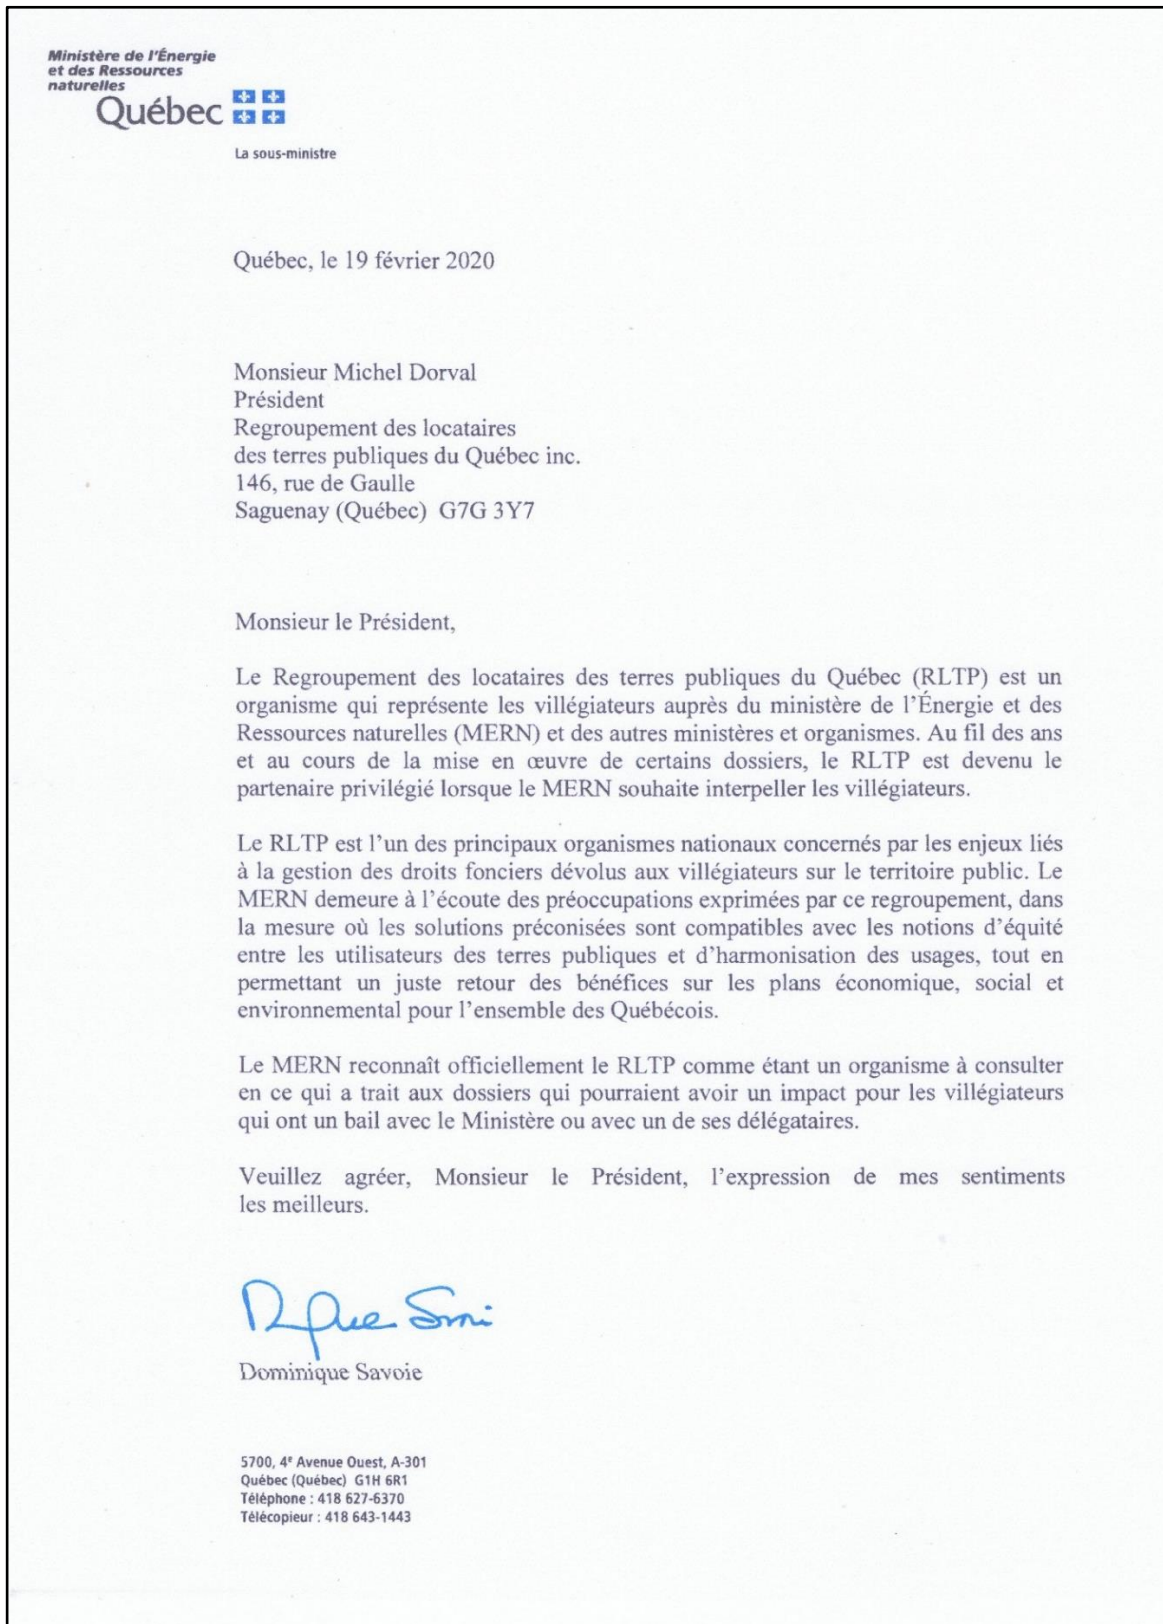 Ministère de l'Énergie
et des Ressources
naturelles
Québec
La sous-ministre
Québec, le 19 février 2020
Monsieur Michel Dorval
Président
Regroupement des locataires
des terres publiques du Québec inc.
146, rue de Gaulle
Saguenay (Québec)  G7G 3Y7
Monsieur le Président,
Le Regroupement des locataires des terres publiques du Québec (RLTP) est un
organisme qui représente les villégiateurs auprès du ministère de l'Énergie et des
Ressources naturelles (MERN) et des autres ministères et organismes. Au fil des ans
et au cours de la mise en œuvre de certains dossiers, le RLTP est devenu le
partenaire privilégié lorsque le MERN souhaite interpeller les villégiateurs.
Le RLTP est l'un des principaux organismes nationaux concernés par les enjeux liés
à la gestion des droits fonciers dévolus aux villégiateurs sur le territoire public. Le
MERN demeure à l'écoute des préoccupations exprimées par ce regroupement, dans
la mesure où les solutions préconisées sont compatibles avec les notions d'équité
entre les utilisateurs des terres publiques et d'harmonisation des usages, tout en
permettant un juste retour des bénéfices sur les plans économique, social et
environnemental pour l'ensemble des Québécois.
Le MERN reconnaît officiellement le RLTP comme étant un organisme à consulter
en ce qui a trait aux dossiers qui pourraient avoir un impact pour les villégiateurs
qui ont un bail avec le Ministère ou avec un de ses délégataires.
Veuillez agréer, Monsieur le Président, l'expression de mes sentiments
les meilleurs.
Dominique Savoie
5700, 4e Avenue Ouest, A-301
Québec (Québec)  G1H 6R1
Téléphone : 418 627-6370
Télécopieur : 418 643-1443